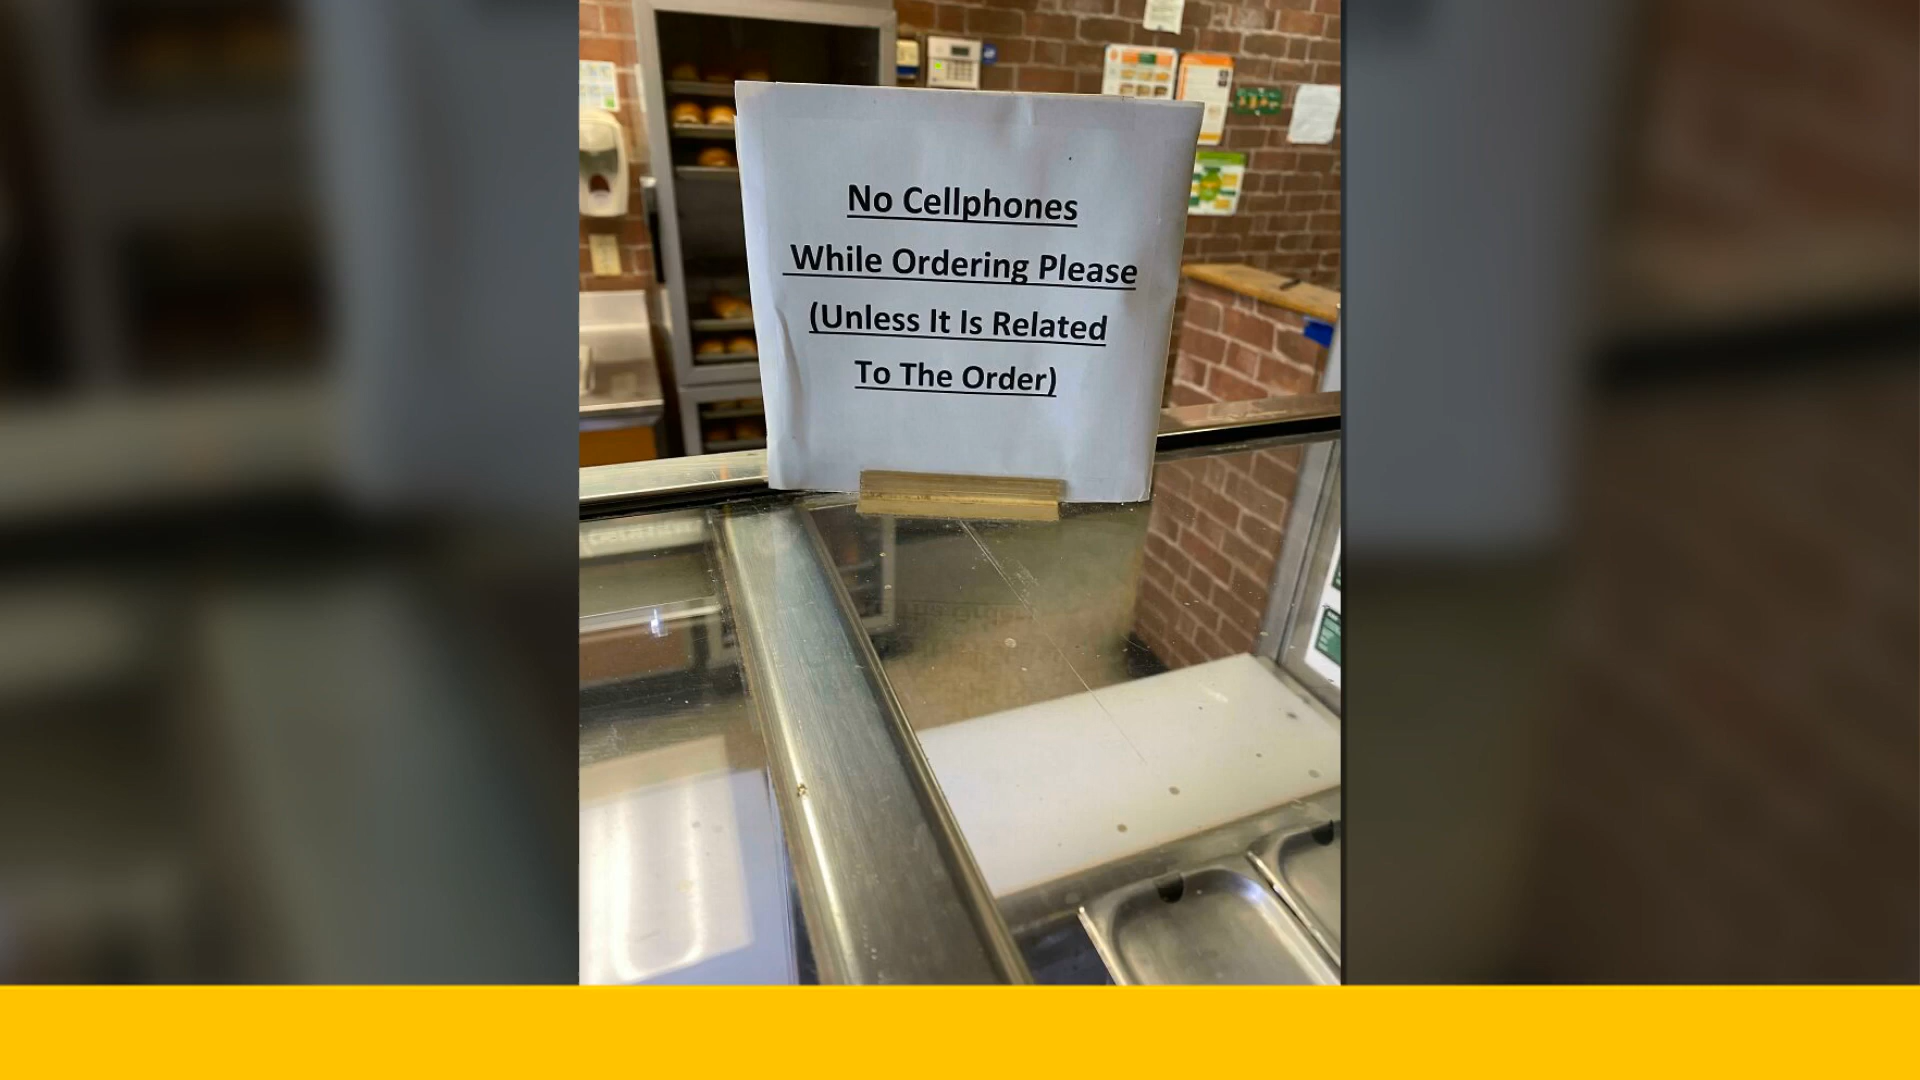 No Cellphones
While Ordering Please
(Unless It Is Related
To The Order)